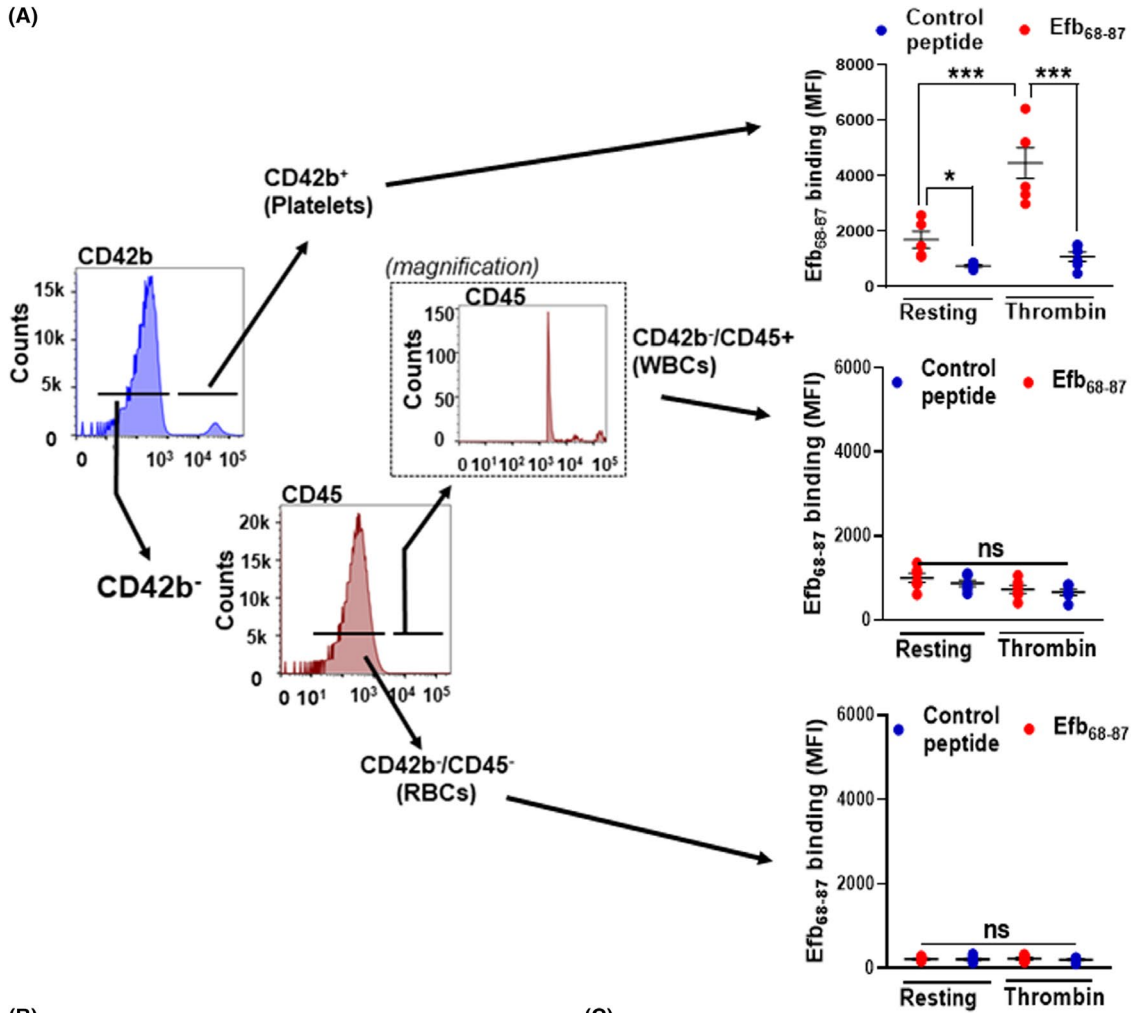 (A)
Control
peptide
Efb68-87
Efb68-87 binding (MFI)
8000
6000
4000
2000
0
***
***
*
Resting
Thrombin
CD42b+
(Platelets)
CD42b
Counts
15k
10k
5k
0
0 10³ 10⁴ 10⁵
CD42b-
(magnification)
CD45
Counts
150
100
50
0
0 10¹ 10² 10³ 10⁴ 10⁵
CD42b-/CD45+
(WBCs)
Control
peptide
Efb68-87
Efb68-87 binding (MFI)
6000
4000
2000
0
ns
Resting
Thrombin
CD45
Counts
20k
15k
10k
5k
0
0 10¹ 10³ 10⁴ 10⁵
CD42b-/CD45-
(RBCs)
Control
peptide
Efb68-87
Efb68-87 binding (MFI)
6000
4000
2000
0
ns
Resting
Thrombin